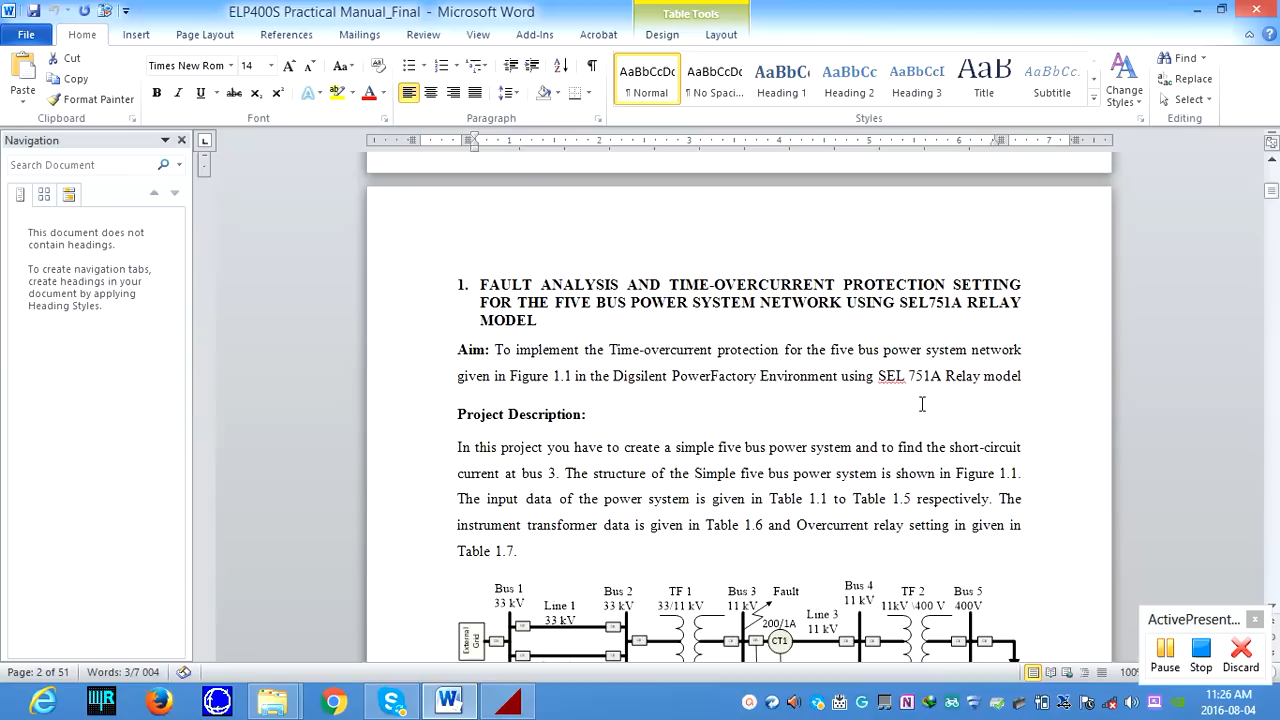 ELP400S Practical Manual_Final - Microsoft Word
Table Tools
File Home Insert Page Layout References Mailings Review View Add-Ins Acrobat Design Layout
Paste
Cut
Copy
Format Painter
Clipboard
Times New Rom 14
Font
Paragraph
AaBbCcDc AaBbCcDc AaBbC AaBbCc AaBbCcI AaB AaBbCcL
¶ Normal ¶ No Spaci... Heading 1 Heading 2 Heading 3 Title Subtitle
Change Styles
Styles
Find
Replace
Select
Editing
Navigation
Search Document
This document does not
contain headings.
To create navigation tabs,
create headings in your
document by applying
Heading Styles.
1 2 3 4 5 6 7
1. FAULT ANALYSIS AND TIME-OVERCURRENT PROTECTION SETTING
FOR THE FIVE BUS POWER SYSTEM NETWORK USING SEL751A RELAY
MODEL
Aim: To implement the Time-overcurrent protection for the five bus power system network
given in Figure 1.1 in the Digsilent PowerFactory Environment using SEL 751A Relay model
Project Description:
In this project you have to create a simple five bus power system and to find the short-circuit
current at bus 3. The structure of the Simple five bus power system is shown in Figure 1.1.
The input data of the power system is given in Table 1.1 to Table 1.5 respectively. The
instrument transformer data is given in Table 1.6 and Overcurrent relay setting in given in
Table 1.7.
Bus 1
33 kV
Line 1
33 kV
Bus 2
33 kV
TF 1
33/11 kV
Bus 3
11 kV
Fault
200/1A
CT1
Line 3
11 kV
Bus 4
11 kV
TF 2
11kV \400 V
Bus 5
400V
External
Grid
ActivePresent...
Pause Stop Discard
Page: 2 of 51 Words: 3/7 004
11:26 AM
2016-08-04